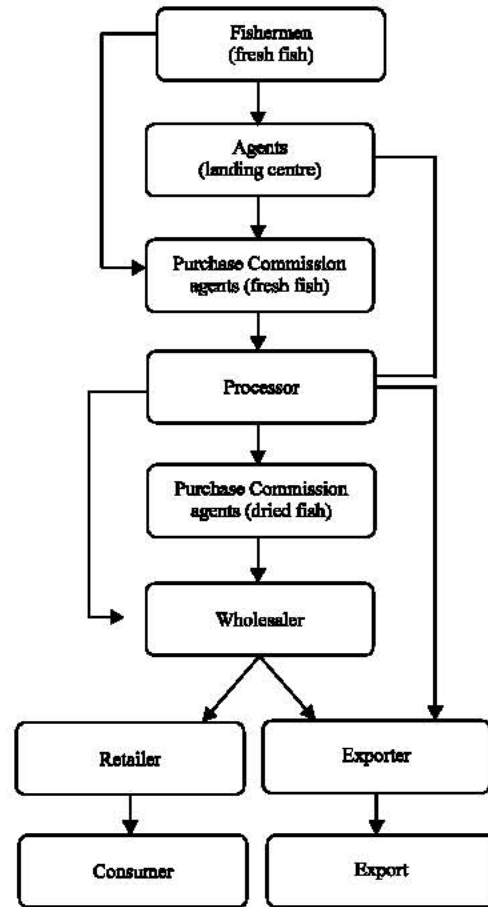 Fishermen
(fresh fish)
Agents
(landing centre)
Purchase Commission
agents (fresh fish)
Processor
Purchase Commission
agents (dried fish)
Wholesaler
Retailer
Exporter
Consumer
Export